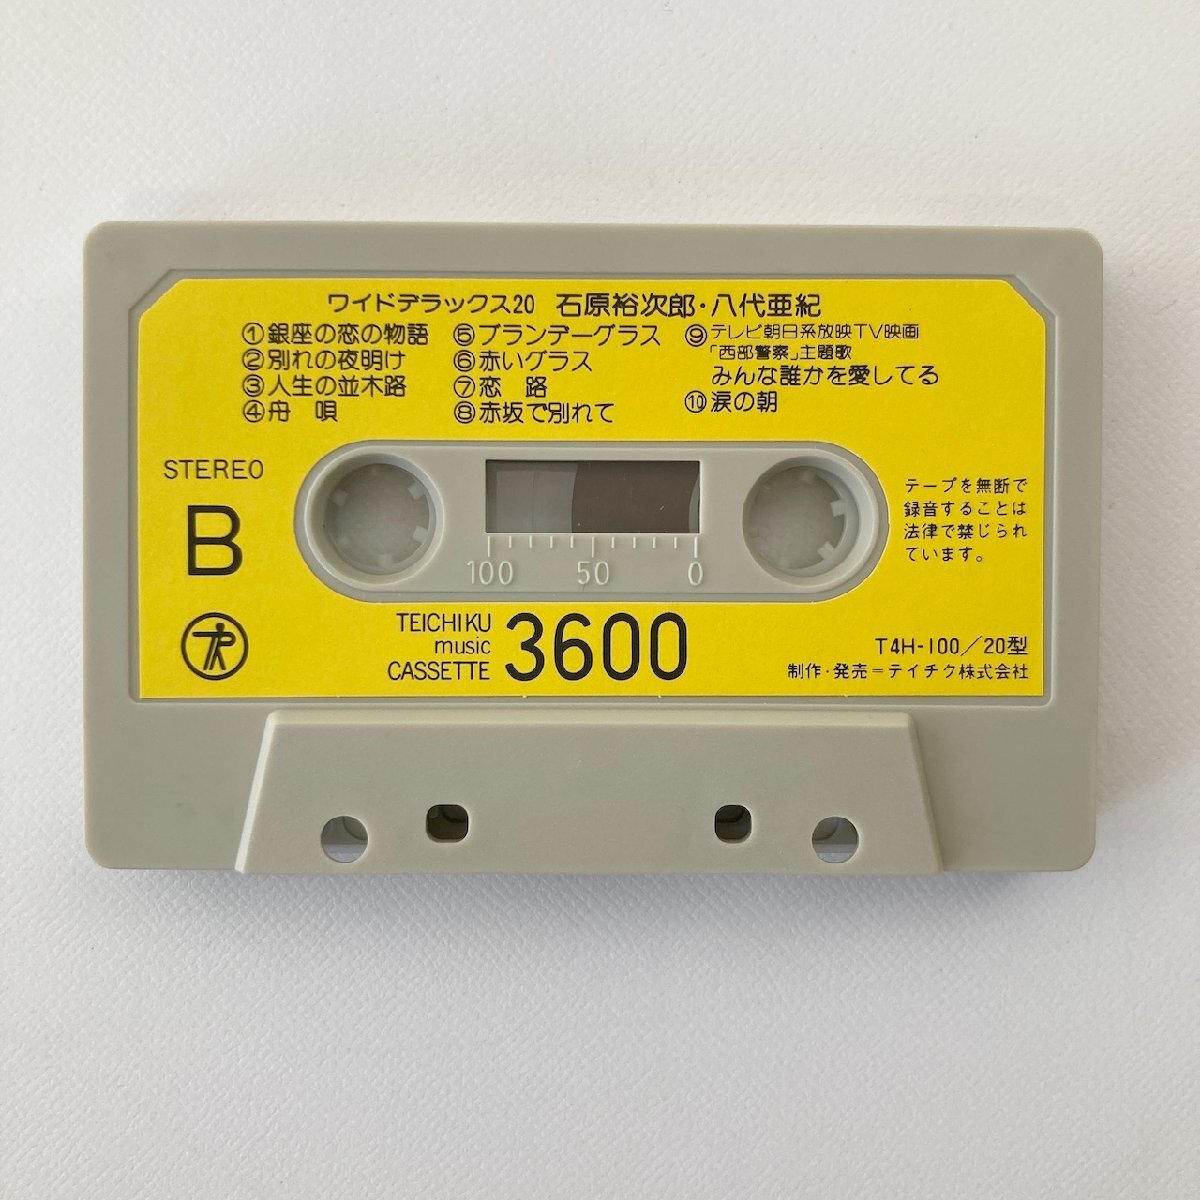 ワイドデラックス20 石原裕次郎・八代亜紀
①銀座の恋の物語
②別れの夜明け
③人生の並木路
④舟 唄
⑤ブランデーグラス
⑥赤いグラス
⑦恋 路
⑧赤坂で別れて
⑨テレビ朝日系放映TV映画
「西部警察」主題歌
みんな誰かを愛してる
⑩涙の朝
STEREO
B
テープを無断で
録音することは
法律で禁じられ
ています。
100 50 0
TEICHIKU
music
CASSETTE
3600
T4H-100/20型
制作・発売=テイチク株式会社